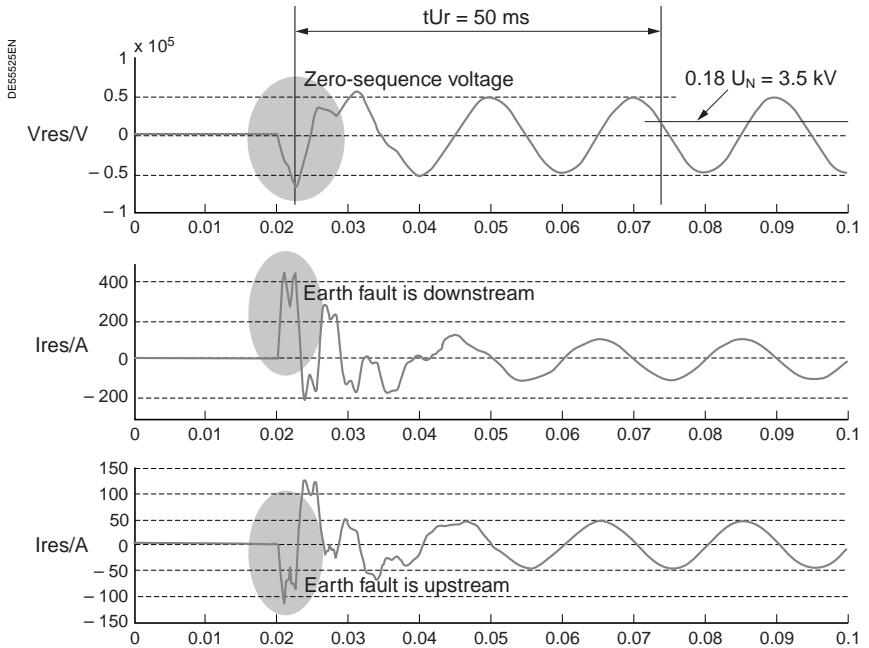 DE55525EN
tUr = 50 ms
x 10⁵
1
0.5
0
– 0.5
– 1
Vres/V
Zero-sequence voltage
0.18 U_N = 3.5 kV
0 0.01 0.02 0.03 0.04 0.05 0.06 0.07 0.08 0.09 0.1
400
200
0
– 200
Ires/A
Earth fault is downstream
0 0.01 0.02 0.03 0.04 0.05 0.06 0.07 0.08 0.09 0.1
150
100
50
0
– 50
– 100
– 150
Ires/A
Earth fault is upstream
0 0.01 0.02 0.03 0.04 0.05 0.06 0.07 0.08 0.09 0.1